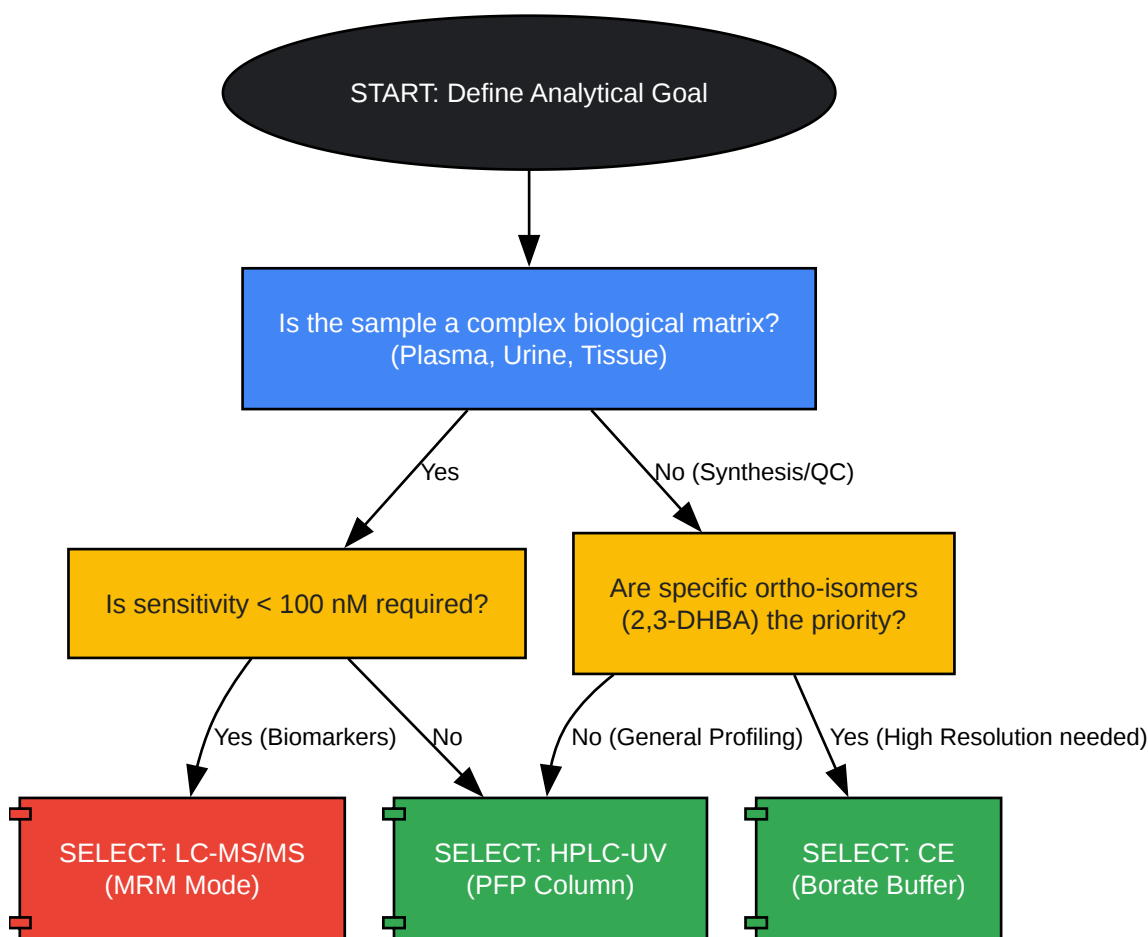 START: Define Analytical Goal
Is the sample a complex biological matrix?
(Plasma, Urine, Tissue)
Yes
No (Synthesis/QC)
Is sensitivity < 100 nM required?
Are specific ortho-isomers
(2,3-DHBA) the priority?
Yes (Biomarkers)
No
No (General Profiling)
Yes (High Resolution needed)
SELECT: LC-MS/MS
(MRM Mode)
SELECT: HPLC-UV
(PFP Column)
SELECT: CE
(Borate Buffer)